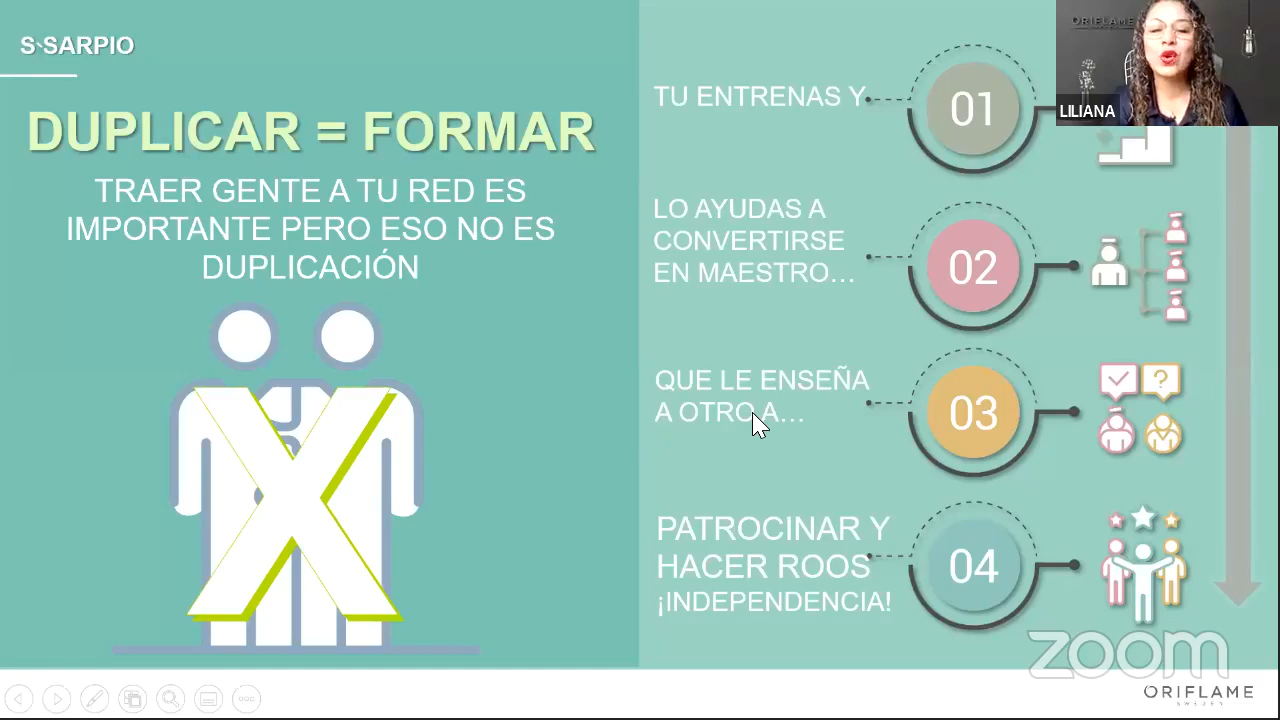 S SARPIO
DUPLICAR = FORMAR
TRAER GENTE A TU RED ES
IMPORTANTE PERO ESO NO ES
DUPLICACIÓN
TU ENTRENAS Y
01
LO AYUDAS A
CONVERTIRSE
EN MAESTRO...
02
QUE LE ENSEÑA
A OTRO A...
03
PATROCINAR Y
HACER ROOS
¡INDEPENDENCIA!
04
ORIFLAME
LILIANA
zoom
ORIFLAME
SWEDEN